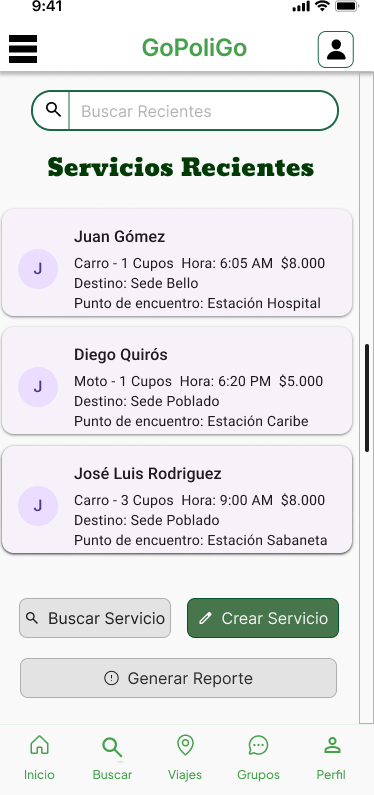 9:41
GoPoliGo
Buscar Recientes
Servicios Recientes
Juan Gómez
J
Carro - 1 Cupos Hora: 6:05 AM $8.000
Destino: Sede Bello
Punto de encuentro: Estación Hospital
Diego Quirós
J
Moto - 1 Cupos Hora: 6:20 PM $5.000
Destino: Sede Poblado
Punto de encuentro: Estación Caribe
José Luis Rodriguez
J
Carro - 3 Cupos Hora: 9:00 AM $8.000
Destino: Sede Poblado
Punto de encuentro: Estación Sabaneta
Buscar Servicio
Crear Servicio
Generar Reporte
Inicio
Buscar
Viajes
Grupos
Perfil